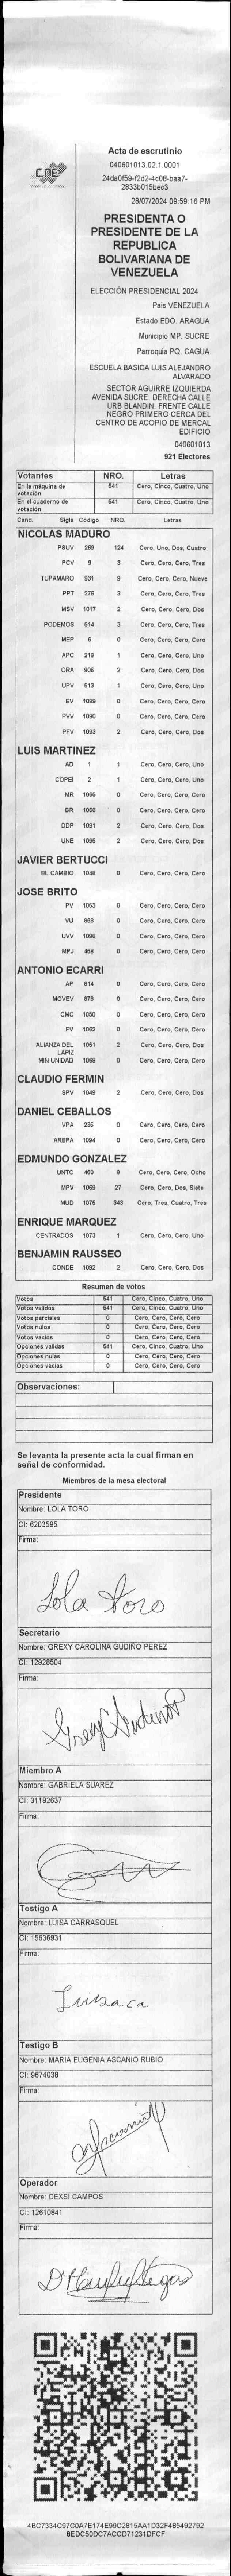 CNE
Acta de escrutinio
040601013.02.1.0001
24da0f59-f2d2-4c08-baa7-
2833b015bec3
28/07/2024 09:59:16 PM
PRESIDENTA O
PRESIDENTE DE LA
REPUBLICA
BOLIVARIANA DE
VENEZUELA
ELECCIÓN PRESIDENCIAL 2024
Pais VENEZUELA
Estado EDO. ARAGUA
Municipio MP. SUCRE
Parroquia PQ. CAGUA
ESCUELA BASICA LUIS ALEJANDRO
ALVARADO
SECTOR AGUIRRE IZQUIERDA
AVENIDA SUCRE. DERECHA CALLE
URB BLANDIN. FRENTE CALLE
NEGRO PRIMERO CERCA DEL
CENTRO DE ACOPIO DE MERCAL
EDIFICIO
040601013
921 Electores
Votantes NRO. Letras
En la máquina de votación 541 Cero, Cinco, Cuatro, Uno
En el cuaderno de votación 541 Cero, Cinco, Cuatro, Uno
Cand. Sigla Código NRO. Letras
NICOLAS MADURO
PSUV 269 124 Cero, Uno, Dos, Cuatro
PCV 9 3 Cero, Cero, Cero, Tres
TUPAMARO 931 9 Cero, Cero, Cero, Nueve
PPT 276 3 Cero, Cero, Cero, Tres
MSV 1017 2 Cero, Cero, Cero, Dos
PODEMOS 514 3 Cero, Cero, Cero, Tres
MEP 6 0 Cero, Cero, Cero, Cero
APC 219 1 Cero, Cero, Cero, Uno
ORA 906 2 Cero, Cero, Cero, Dos
UPV 513 1 Cero, Cero, Cero, Uno
EV 1089 0 Cero, Cero, Cero, Cero
PVV 1090 0 Cero, Cero, Cero, Cero
PFV 1093 2 Cero, Cero, Cero, Dos
LUIS MARTINEZ
AD 1 1 Cero, Cero, Cero, Uno
COPEI 2 1 Cero, Cero, Cero, Uno
MR 1065 0 Cero, Cero, Cero, Cero
BR 1066 0 Cero, Cero, Cero, Cero
DDP 1091 2 Cero, Cero, Cero, Dos
UNE 1095 2 Cero, Cero, Cero, Dos
JAVIER BERTUCCI
EL CAMBIO 1048 0 Cero, Cero, Cero, Cero
JOSE BRITO
PV 1053 0 Cero, Cero, Cero, Cero
VU 868 0 Cero, Cero, Cero, Cero
UVV 1096 0 Cero, Cero, Cero, Cero
MPJ 458 0 Cero, Cero, Cero, Cero
ANTONIO ECARRI
AP 814 0 Cero, Cero, Cero, Cero
MOVEV 878 0 Cero, Cero, Cero, Cero
CMC 1050 0 Cero, Cero, Cero, Cero
FV 1062 0 Cero, Cero, Cero, Cero
ALIANZA DEL LAPIZ 1051 2 Cero, Cero, Cero, Dos
MIN UNIDAD 1068 0 Cero, Cero, Cero, Cero
CLAUDIO FERMIN
SPV 1049 2 Cero, Cero, Cero, Dos
DANIEL CEBALLOS
VPA 236 0 Cero, Cero, Cero, Cero
AREPA 1094 0 Cero, Cero, Cero, Cero
EDMUNDO GONZALEZ
UNTC 460 8 Cero, Cero, Cero, Ocho
MPV 1069 27 Cero, Cero, Dos, Siete
MUD 1075 343 Cero, Tres, Cuatro, Tres
ENRIQUE MARQUEZ
CENTRADOS 1073 1 Cero, Cero, Cero, Uno
BENJAMIN RAUSSEO
CONDE 1092 2 Cero, Cero, Cero, Dos
Resumen de votos
Votos 541 Cero, Cinco, Cuatro, Uno
Votos validos 541 Cero, Cinco, Cuatro, Uno
Votos parciales 0 Cero, Cero, Cero, Cero
Votos nulos 0 Cero, Cero, Cero, Cero
Votos vacios 0 Cero, Cero, Cero, Cero
Opciones validas 541 Cero, Cinco, Cuatro, Uno
Opciones nulas 0 Cero, Cero, Cero, Cero
Opciones vacías 0 Cero, Cero, Cero, Cero
Observaciones:
Se levanta la presente acta la cual firman en
señal de conformidad.
Miembros de la mesa electoral
Presidente
Nombre: LOLA TORO
CI: 6203595
Firma:
Lola Toro
Secretario
Nombre: GREXY CAROLINA GUDIÑO PEREZ
CI: 12928504
Firma:
Miembro A
Nombre: GABRIELA SUAREZ
CI: 31182637
Firma:
Testigo A
Nombre: LUISA CARRASQUEL
CI: 15636931
Firma:
Luisa ca
Testigo B
Nombre: MARIA EUGENIA ASCANIO RUBIO
CI: 9674038
Firma:
Operador
Nombre: DEXSI CAMPOS
CI: 12610841
Firma:
4BC7334C97C0A7E174E99C2815AA1D32F485492792
8EDC50DC7ACCD71231DFCF